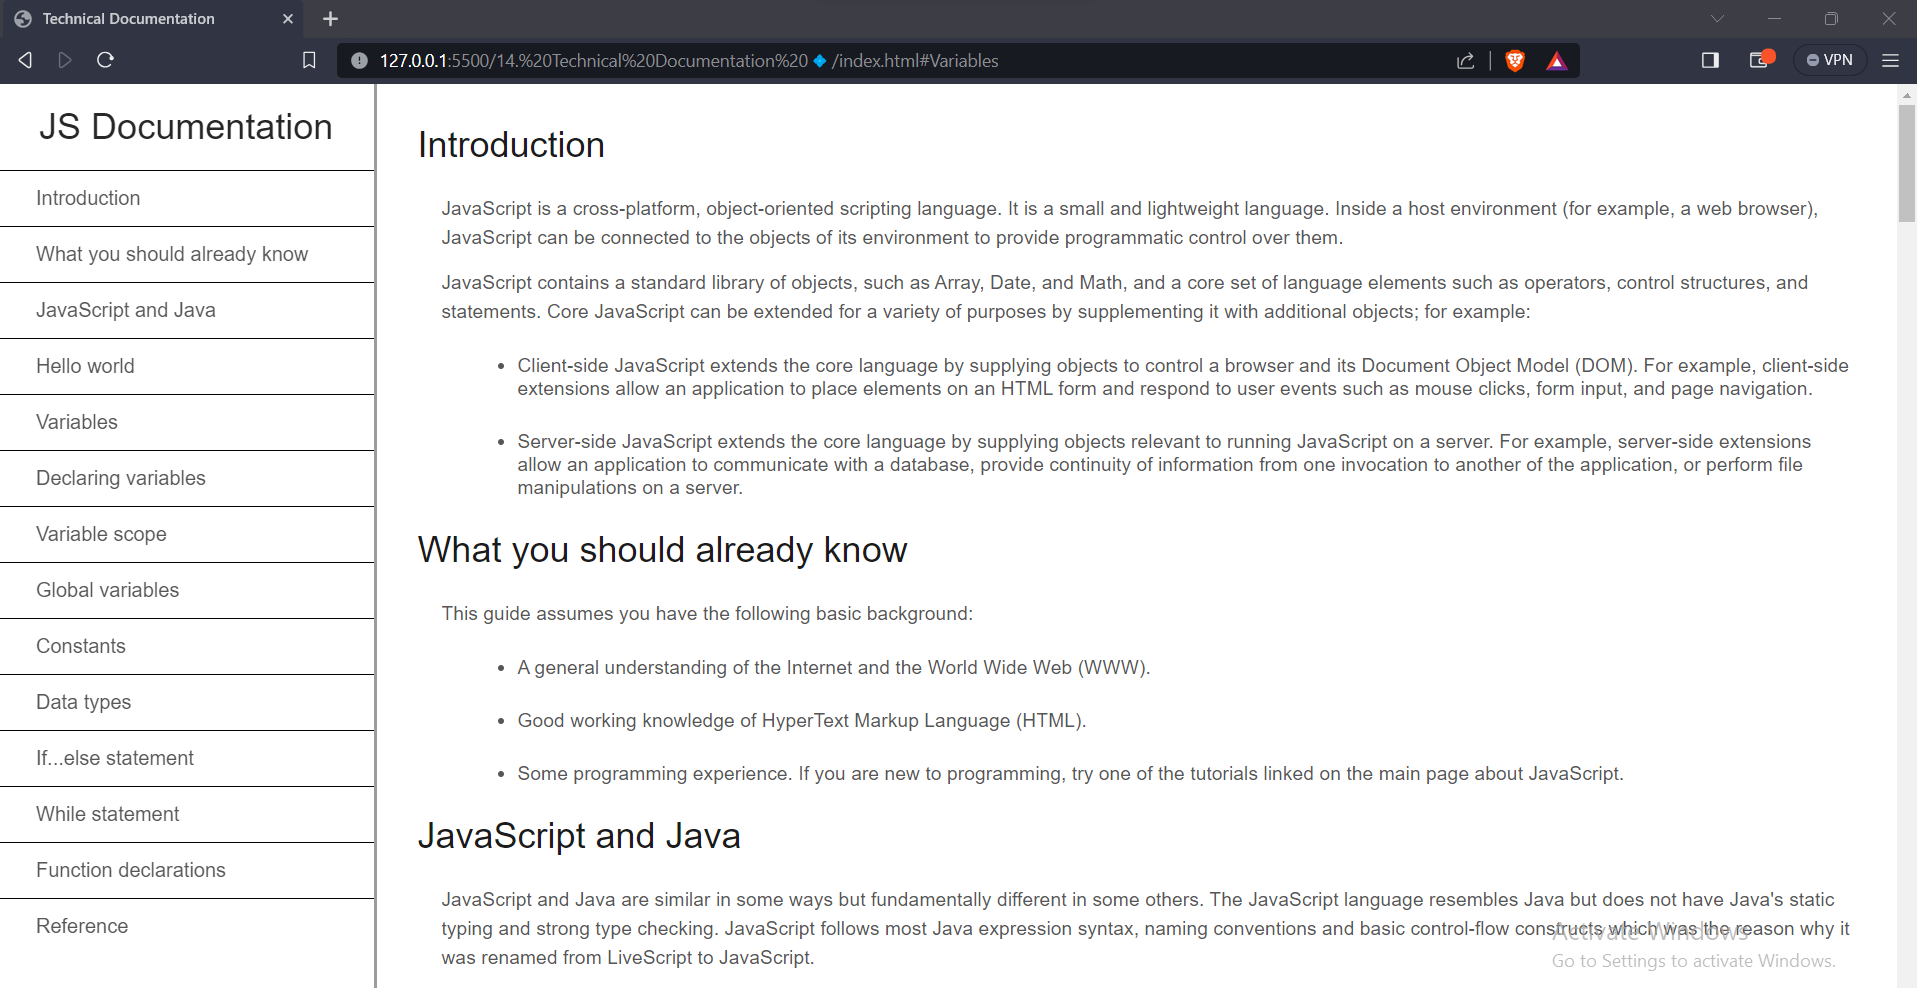 Technical Documentation
127.0.0.1:5500/14.%20Technical%20Documentation%20🔹/index.html#Variables
VPN
JS Documentation
Introduction
What you should already know
JavaScript and Java
Hello world
Variables
Declaring variables
Variable scope
Global variables
Constants
Data types
If...else statement
While statement
Function declarations
Reference
Introduction
JavaScript is a cross-platform, object-oriented scripting language. It is a small and lightweight language. Inside a host environment (for example, a web browser),
JavaScript can be connected to the objects of its environment to provide programmatic control over them.
JavaScript contains a standard library of objects, such as Array, Date, and Math, and a core set of language elements such as operators, control structures, and
statements. Core JavaScript can be extended for a variety of purposes by supplementing it with additional objects; for example:
• Client-side JavaScript extends the core language by supplying objects to control a browser and its Document Object Model (DOM). For example, client-side
extensions allow an application to place elements on an HTML form and respond to user events such as mouse clicks, form input, and page navigation.
• Server-side JavaScript extends the core language by supplying objects relevant to running JavaScript on a server. For example, server-side extensions
allow an application to communicate with a database, provide continuity of information from one invocation to another of the application, or perform file
manipulations on a server.
What you should already know
This guide assumes you have the following basic background:
• A general understanding of the Internet and the World Wide Web (WWW).
• Good working knowledge of HyperText Markup Language (HTML).
• Some programming experience. If you are new to programming, try one of the tutorials linked on the main page about JavaScript.
JavaScript and Java
JavaScript and Java are similar in some ways but fundamentally different in some others. The JavaScript language resembles Java but does not have Java's static
typing and strong type checking. JavaScript follows most Java expression syntax, naming conventions and basic control-flow constructs which was the reason why it
was renamed from LiveScript to JavaScript.
Activate Windows
Go to Settings to activate Windows.